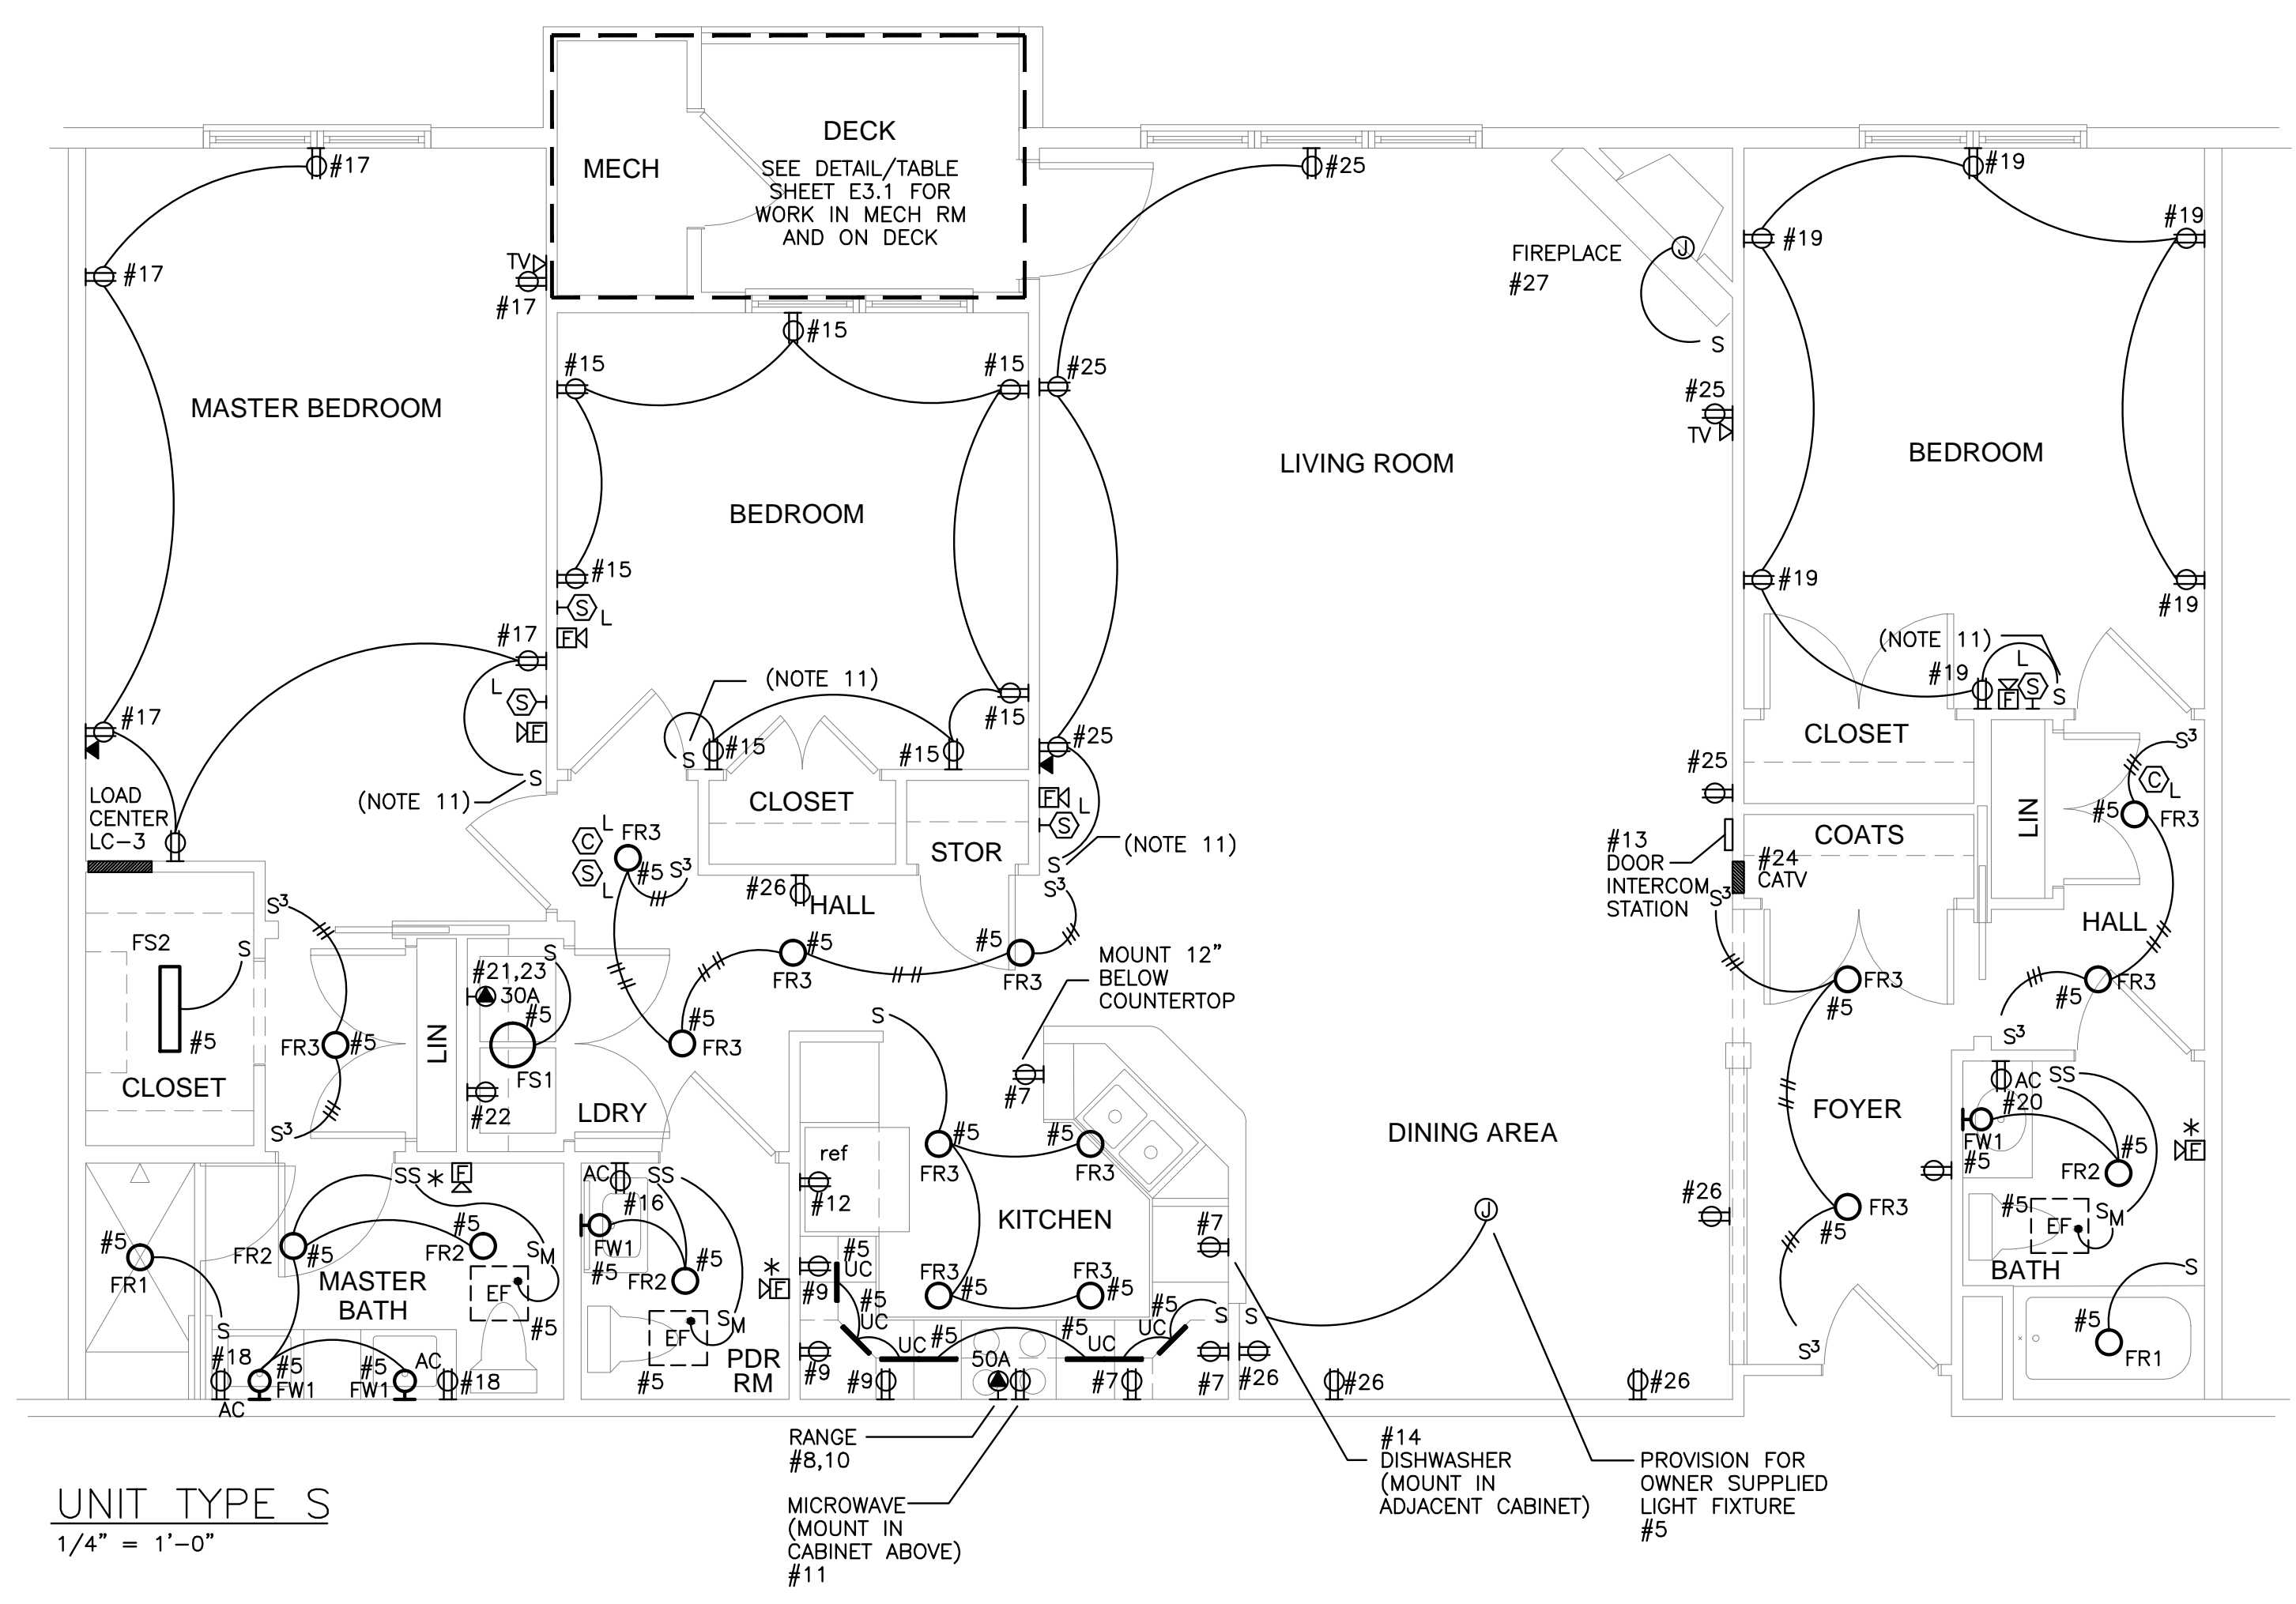 DECK
MECH
SEE DETAIL/TABLE
SHEET E3.1 FOR
WORK IN MECH RM
AND ON DECK
#17
#17
TV
#17
MASTER BEDROOM
#17
L
S
F
#17
(NOTE 11)
S
LOAD
CENTER
LC-3
#15
#15
#15
BEDROOM
#15
S
L
F
(NOTE 11)
#15
S
#15
#15
CLOSET
STOR
#25
#25
FIREPLACE
#27
J
S
#25
TV
LIVING ROOM
#25
F
L
S
(NOTE 11)
S
S3
#25
#13
DOOR
INTERCOM
STATION
#24
CATV
S3
#19
#19
#19
BEDROOM
#19
#19
(NOTE 11)
#19
L
F
S
S
CLOSET
COATS
LIN
S3
C
L
#5
FR3
HALL
FR3
#5
S3
FR3
#5
FOYER
FR3
#5
S3
C
L
FR3
#5
S3
S
L
#26
HALL
#5
FR3
#5
FR3
#5
FR3
S3
FS2
S
#5
CLOSET
FR3
#5
S3
LIN
#21,23
30A
S
#5
FS1
#22
LDRY
MOUNT 12"
BELOW
COUNTERTOP
#7
S
#5
FR3
#5
FR3
ref
#12
KITCHEN
#7
FR3
#5
FR3
#5
#5
UC
#9
#5
UC
UC
#5
#5
UC
#5
UC
S
S
#9
#9
50A
#7
#7
#26
#26
#26
#26
DINING AREA
J
#5
FR1
S
SS
*
F
FR2
#5
#5
FR2
SM
EF
#5
MASTER
BATH
#18
AC
#5
FW1
#5
FW1
AC
#18
AC
SS
#16
FW1
#5
#5
FR2
*
F
SM
EF
#5
PDR
RM
AC
SS
#20
FW1
#5
#5
FR2
*
F
#5
EF
SM
BATH
S
#5
FR1
RANGE
#8,10
MICROWAVE
(MOUNT IN
CABINET ABOVE)
#11
#14
DISHWASHER
(MOUNT IN
ADJACENT CABINET)
PROVISION FOR
OWNER SUPPLIED
LIGHT FIXTURE
#5
UNIT TYPE S
1/4" = 1'-0"